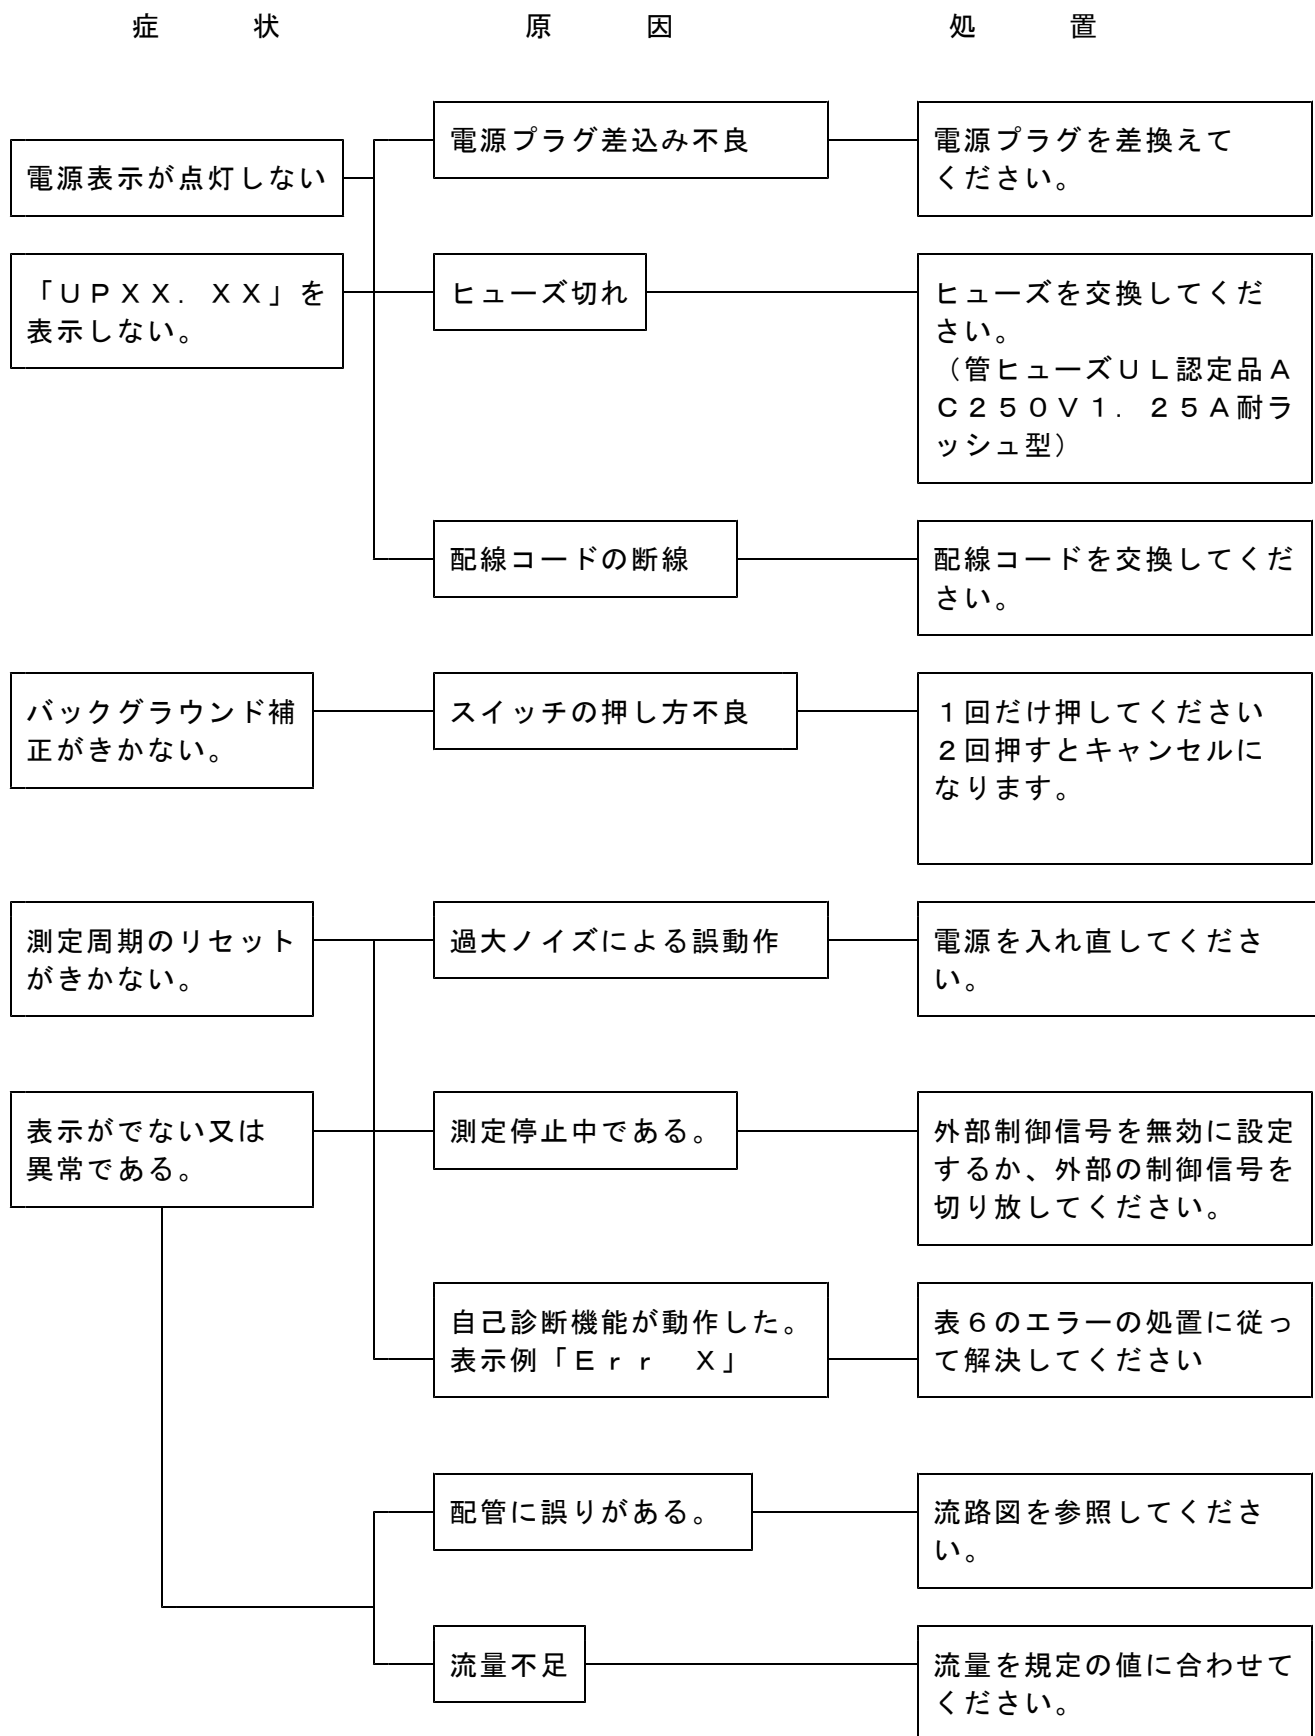 症　状　原　因　処　置
電源プラグ差込み不良
電源プラグを差換えて
ください。
電源表示が点灯しない
「ＵＰＸＸ．ＸＸ」を
表示しない。
ヒューズ切れ
ヒューズを交換してくだ
さい。
（管ヒューズＵＬ認定品Ａ
Ｃ２５０Ｖ１．２５Ａ耐ラ
ッシュ型）
配線コードの断線
配線コードを交換してくだ
さい。
バックグラウンド補
正がきかない。
スイッチの押し方不良
１回だけ押してください
２回押すとキャンセルに
なります。
測定周期のリセット
がきかない。
過大ノイズによる誤動作
電源を入れ直してくださ
い。
表示がでない又は
異常である。
測定停止中である。
外部制御信号を無効に設定
するか、外部の制御信号を
切り放してください。
自己診断機能が動作した。
表示例「Ｅｒｒ　Ｘ」
表６のエラーの処置に従っ
て解決してください
配管に誤りがある。
流路図を参照してくださ
い。
流量不足
流量を規定の値に合わせて
ください。